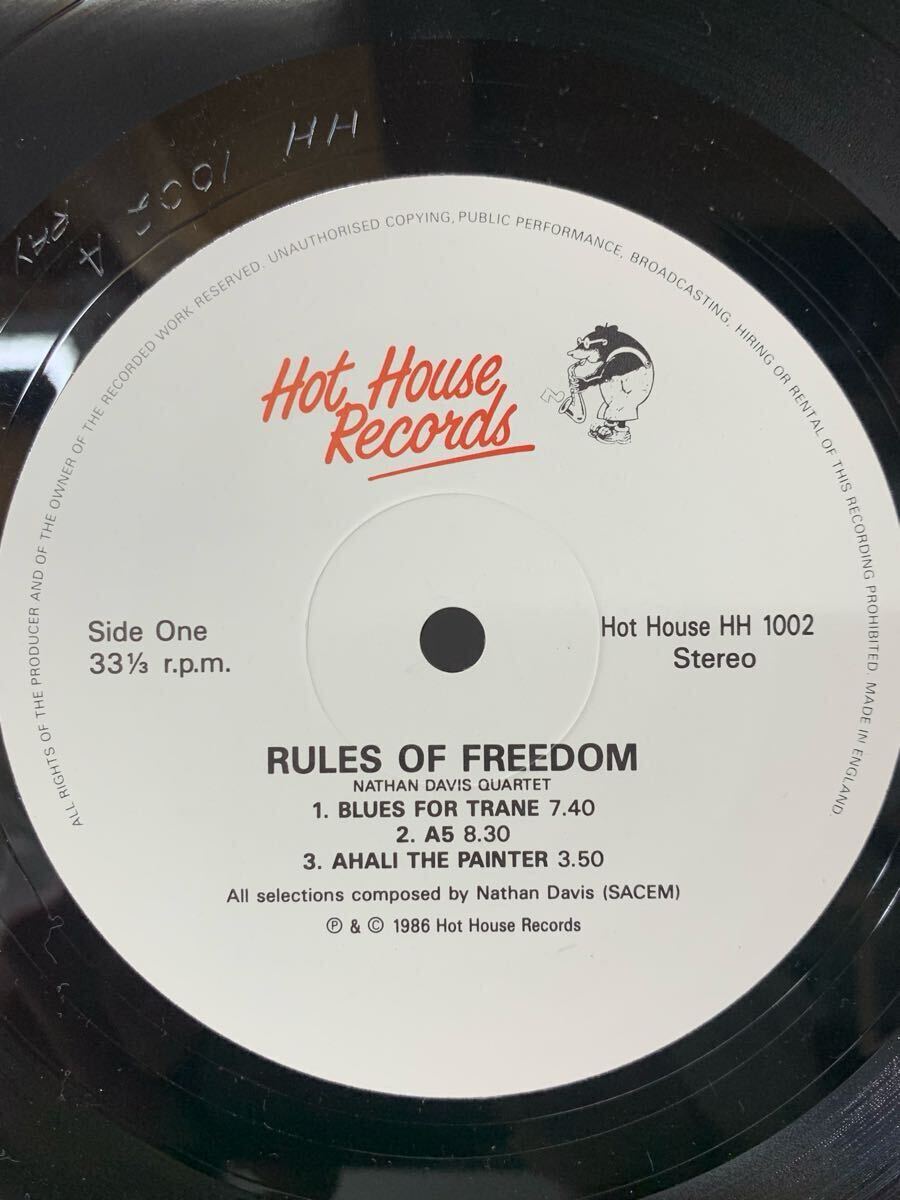 HH 1002 A
RAY
ALL RIGHTS OF THE PRODUCER AND OF THE OWNER OF THE RECORDED WORK RESERVED. UNAUTHORISED COPYING, PUBLIC PERFORMANCE, BROADCASTING, HIRING OR RENTAL OF THIS RECORDING PROHIBITED. MADE IN ENGLAND.
Hot House
Records
Side One
33⅓ r.p.m.
Hot House HH 1002
Stereo
RULES OF FREEDOM
NATHAN DAVIS QUARTET
1. BLUES FOR TRANE 7.40
2. A5 8.30
3. AHALI THE PAINTER 3.50
All selections composed by Nathan Davis (SACEM)
℗ & © 1986 Hot House Records